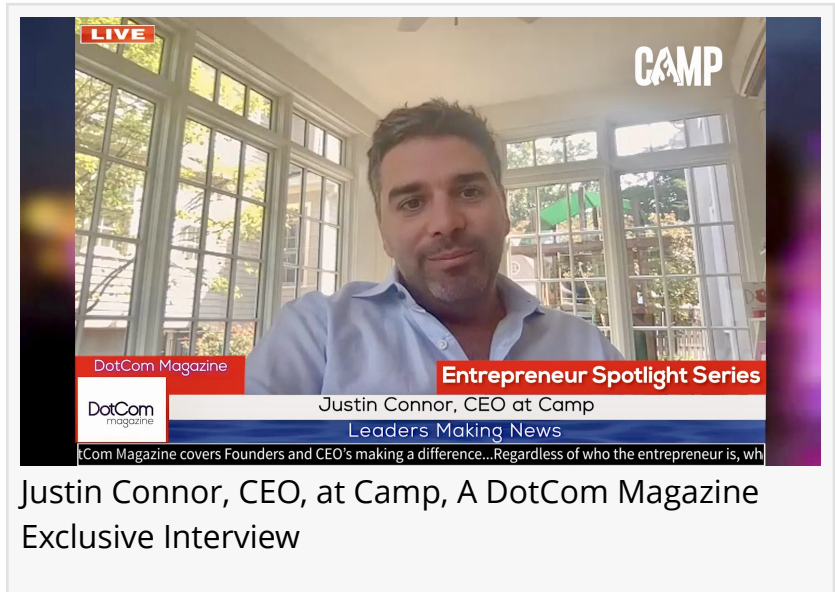 LIVE
CAMP
DotCom Magazine
Entrepreneur Spotlight Series
DotCom
magazine
Justin Connor, CEO at Camp
Leaders Making News
tCom Magazine covers Founders and CEO's making a difference...Regardless of who the entrepreneur is, wh
Justin Connor, CEO, at Camp, A DotCom Magazine
Exclusive Interview